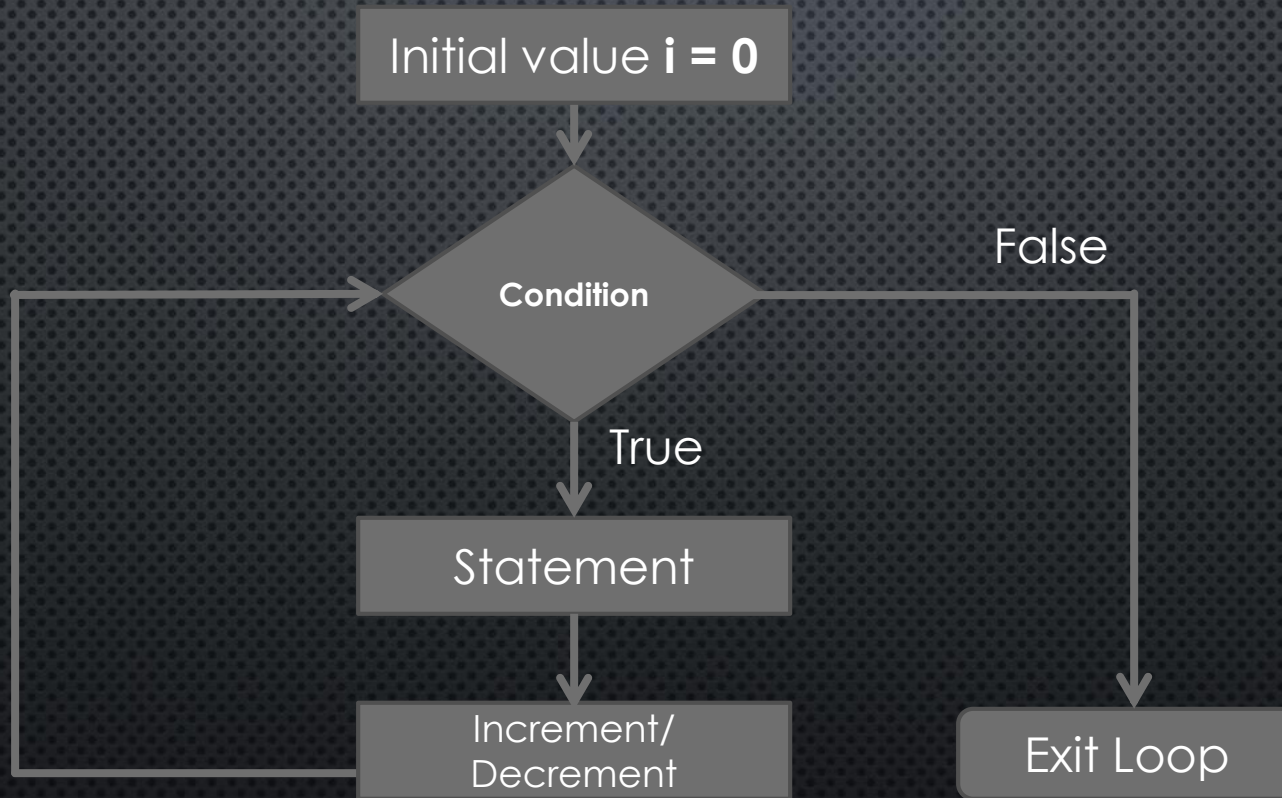 Initial value i = 0
False
Condition
True
Statement
Increment/
Decrement
Exit Loop